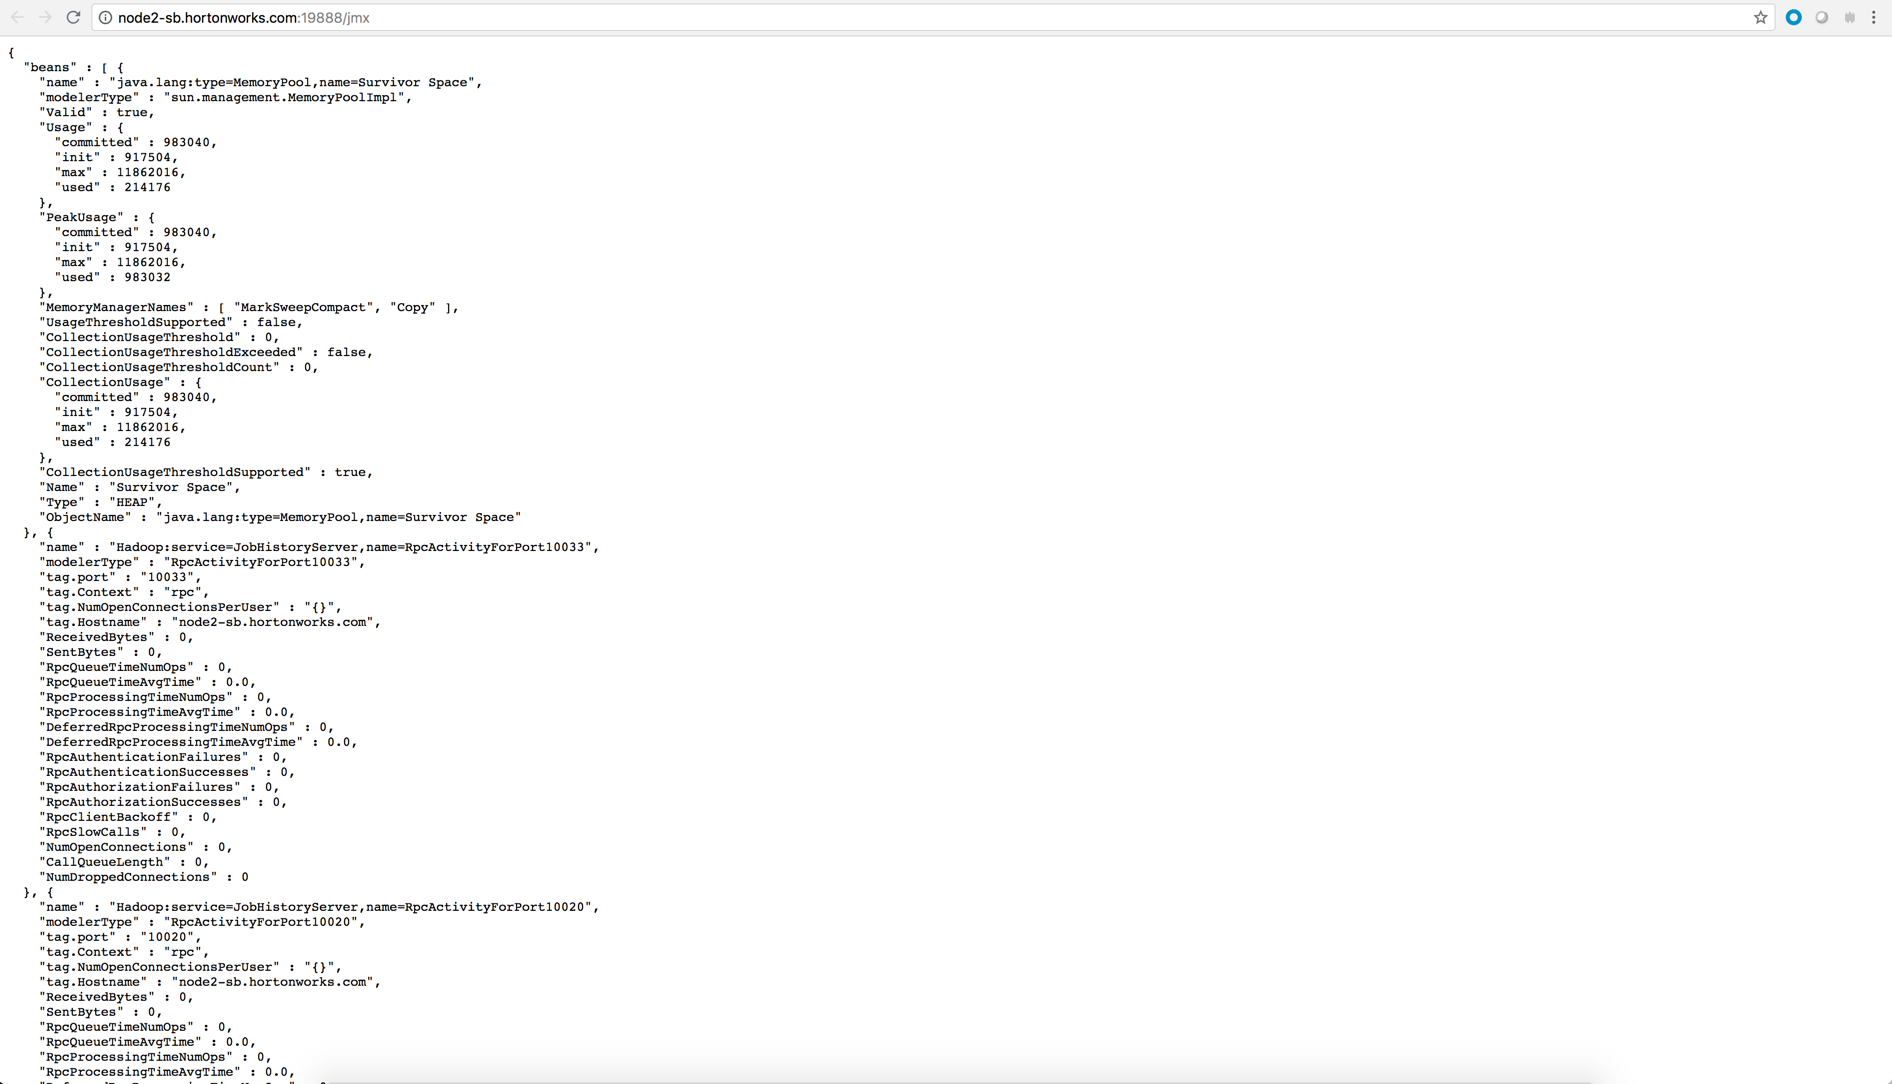 node2-sb.hortonworks.com:19888/jmx
{
  "beans" : [ {
    "name" : "java.lang:type=MemoryPool,name=Survivor Space",
    "modelerType" : "sun.management.MemoryPoolImpl",
    "Valid" : true,
    "Usage" : {
      "committed" : 983040,
      "init" : 917504,
      "max" : 11862016,
      "used" : 214176
    },
    "PeakUsage" : {
      "committed" : 983040,
      "init" : 917504,
      "max" : 11862016,
      "used" : 983032
    },
    "MemoryManagerNames" : [ "MarkSweepCompact", "Copy" ],
    "UsageThresholdSupported" : false,
    "CollectionUsageThreshold" : 0,
    "CollectionUsageThresholdExceeded" : false,
    "CollectionUsageThresholdCount" : 0,
    "CollectionUsage" : {
      "committed" : 983040,
      "init" : 917504,
      "max" : 11862016,
      "used" : 214176
    },
    "CollectionUsageThresholdSupported" : true,
    "Name" : "Survivor Space",
    "Type" : "HEAP",
    "ObjectName" : "java.lang:type=MemoryPool,name=Survivor Space"
  }, {
    "name" : "Hadoop:service=JobHistoryServer,name=RpcActivityForPort10033",
    "modelerType" : "RpcActivityForPort10033",
    "tag.port" : "10033",
    "tag.Context" : "rpc",
    "tag.NumOpenConnectionsPerUser" : "{}",
    "tag.Hostname" : "node2-sb.hortonworks.com",
    "ReceivedBytes" : 0,
    "SentBytes" : 0,
    "RpcQueueTimeNumOps" : 0,
    "RpcQueueTimeAvgTime" : 0.0,
    "RpcProcessingTimeNumOps" : 0,
    "RpcProcessingTimeAvgTime" : 0.0,
    "DeferredRpcProcessingTimeNumOps" : 0,
    "DeferredRpcProcessingTimeAvgTime" : 0.0,
    "RpcAuthenticationFailures" : 0,
    "RpcAuthenticationSuccesses" : 0,
    "RpcAuthorizationFailures" : 0,
    "RpcAuthorizationSuccesses" : 0,
    "RpcClientBackoff" : 0,
    "RpcSlowCalls" : 0,
    "NumOpenConnections" : 0,
    "CallQueueLength" : 0,
    "NumDroppedConnections" : 0
  }, {
    "name" : "Hadoop:service=JobHistoryServer,name=RpcActivityForPort10020",
    "modelerType" : "RpcActivityForPort10020",
    "tag.port" : "10020",
    "tag.Context" : "rpc",
    "tag.NumOpenConnectionsPerUser" : "{}",
    "tag.Hostname" : "node2-sb.hortonworks.com",
    "ReceivedBytes" : 0,
    "SentBytes" : 0,
    "RpcQueueTimeNumOps" : 0,
    "RpcQueueTimeAvgTime" : 0.0,
    "RpcProcessingTimeNumOps" : 0,
    "RpcProcessingTimeAvgTime" : 0.0,